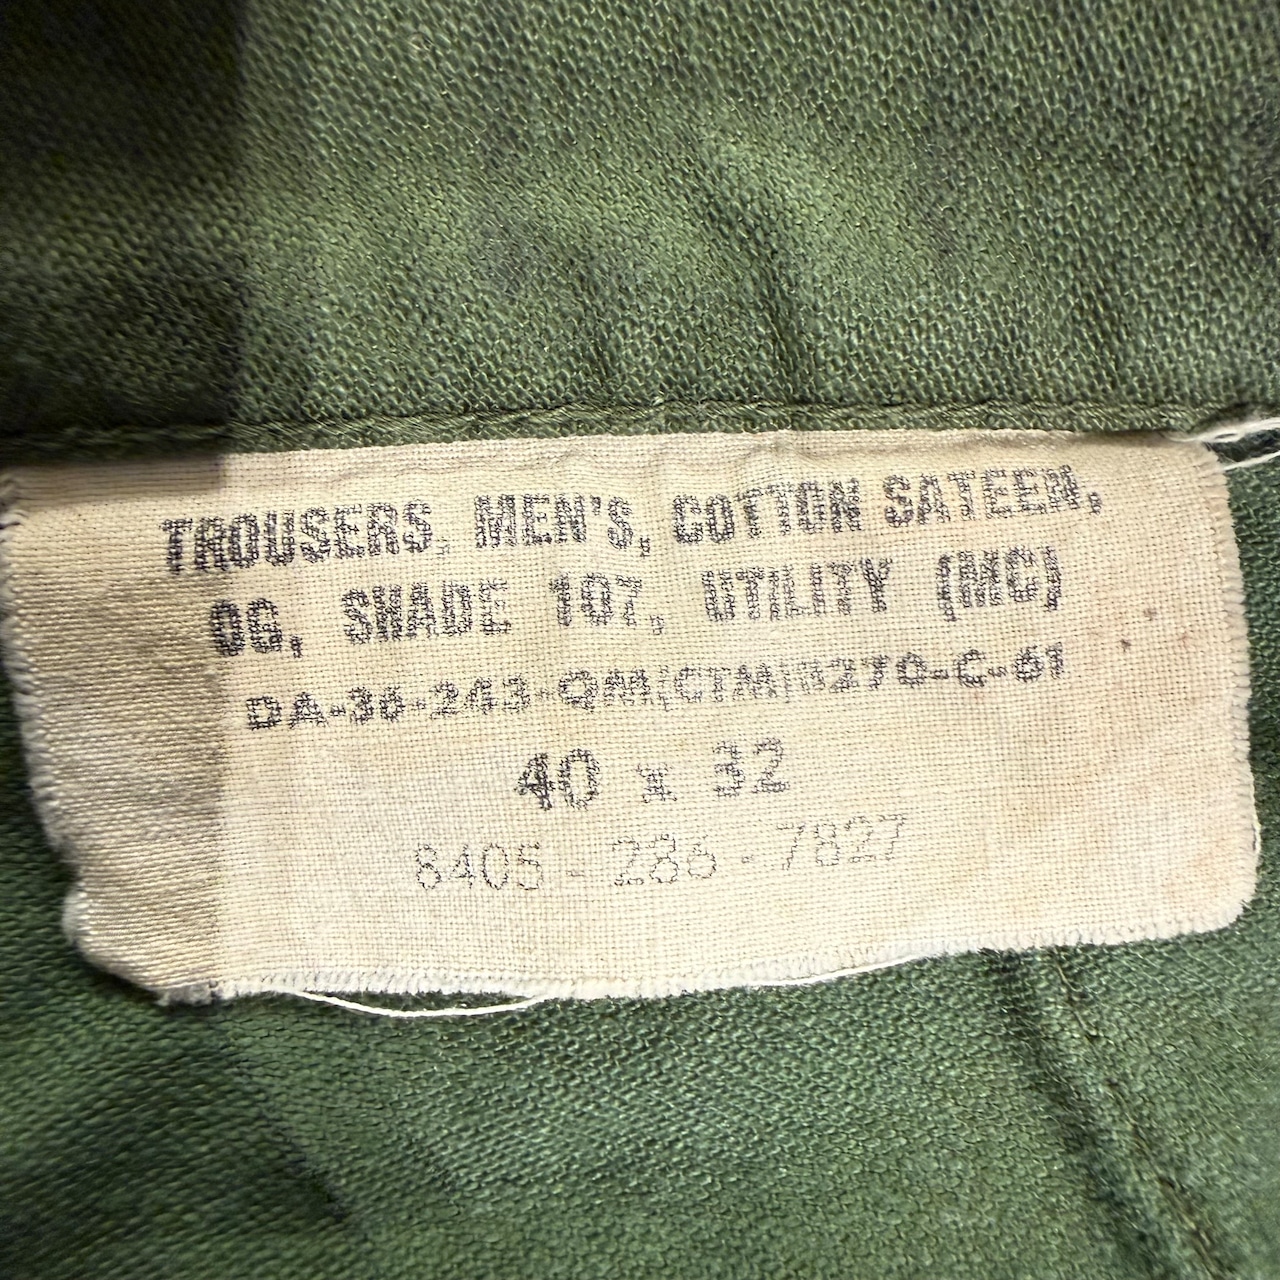 TROUSERS, MEN'S, COTTON SATEEN,
OG, SHADE 107, UTILITY (MC)
DA-36-243-QM(CTM)8270-C-61
40 x 32
8405 - 286 - 7827